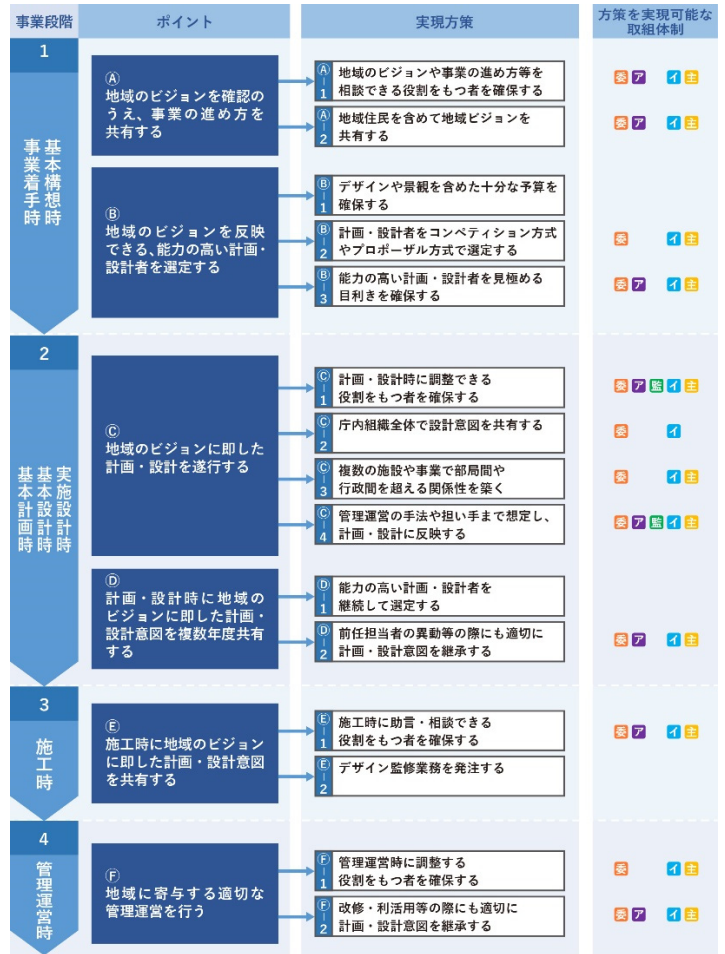 事業段階
ポイント
実現方策
方策を実現可能な
取組体制
1
事業着手時
基本構想時
Ⓐ
地域のビジョンを確認の
うえ、事業の進め方を
共有する
Ⓐ-1
地域のビジョンや事業の進め方等を
相談できる役割をもつ者を確保する
委 ア イ 主
Ⓐ-2
地域住民を含めて地域ビジョンを
共有する
委 ア イ 主
Ⓑ
地域のビジョンを反映
できる、能力の高い計画・
設計者を選定する
Ⓑ-1
デザインや景観を含めた十分な予算を
確保する
Ⓑ-2
計画・設計者をコンペティション方式
やプロポーザル方式で選定する
委 イ 主
Ⓑ-3
能力の高い計画・設計者を見極める
目利きを確保する
委 ア イ 主
2
基本計画時
基本設計時
実施設計時
Ⓒ
地域のビジョンに即した
計画・設計を遂行する
Ⓒ-1
計画・設計時に調整できる
役割をもつ者を確保する
委 ア 監 イ 主
Ⓒ-2
庁内組織全体で設計意図を共有する
委 イ
Ⓒ-3
複数の施設や事業で部局間や
行政間を超える関係性を築く
委 イ 主
Ⓒ-4
管理運営の手法や担い手まで想定し、
計画・設計に反映する
委 ア 監 イ 主
Ⓓ
計画・設計時に地域の
ビジョンに即した計画・
設計意図を複数年度共有
する
Ⓓ-1
能力の高い計画・設計者を
継続して選定する
Ⓓ-2
前任担当者の異動等の際にも適切に
計画・設計意図を継承する
委 ア イ 主
3
施工時
Ⓔ
施工時に地域のビジョン
に即した計画・設計意図
を共有する
Ⓔ-1
施工時に助言・相談できる
役割をもつ者を確保する
委 ア イ 主
Ⓔ-2
デザイン監修業務を発注する
4
管理運営時
Ⓕ
地域に寄与する適切な
管理運営を行う
Ⓕ-1
管理運営時に調整する
役割をもつ者を確保する
委 イ 主
Ⓕ-2
改修・利活用等の際にも適切に
計画・設計意図を継承する
委 ア イ 主